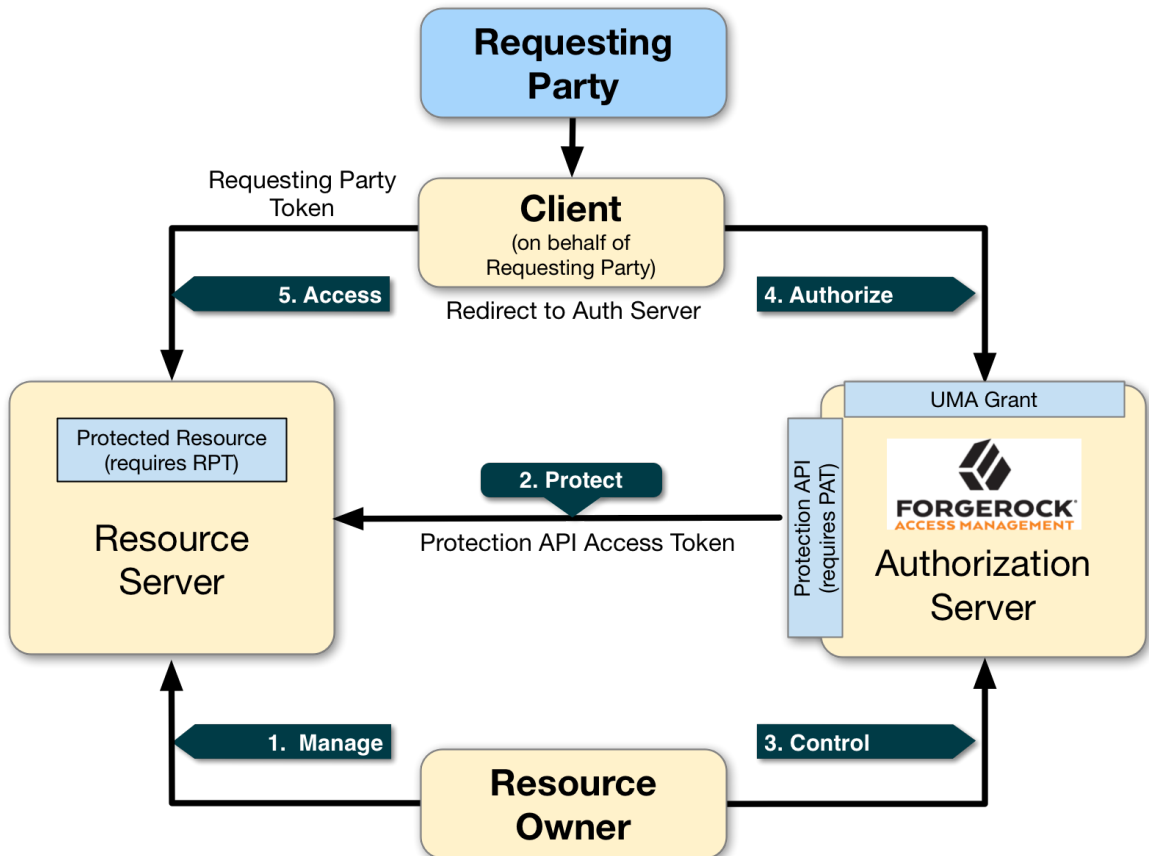 Requesting
Party
Requesting Party
Token
Client
(on behalf of
Requesting Party)
5. Access
4. Authorize
Redirect to Auth Server
UMA Grant
Protected Resource
(requires RPT)
Resource
Server
2. Protect
Protection API Access Token
Protection API
(requires PAT)
FORGEROCK
ACCESS MANAGEMENT
Authorization
Server
1. Manage
3. Control
Resource
Owner